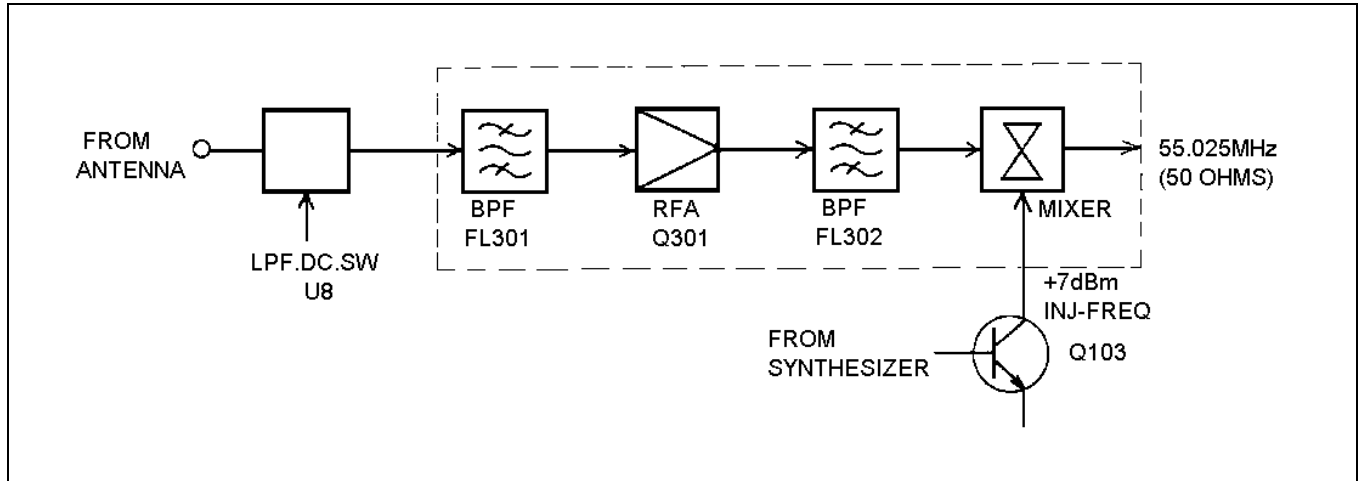 FROM
ANTENNA
LPF.DC.SW
U8
BPF
FL301
RFA
Q301
BPF
FL302
MIXER
55.025MHz
(50 OHMS)
+7dBm
INJ-FREQ
FROM
SYNTHESIZER
Q103